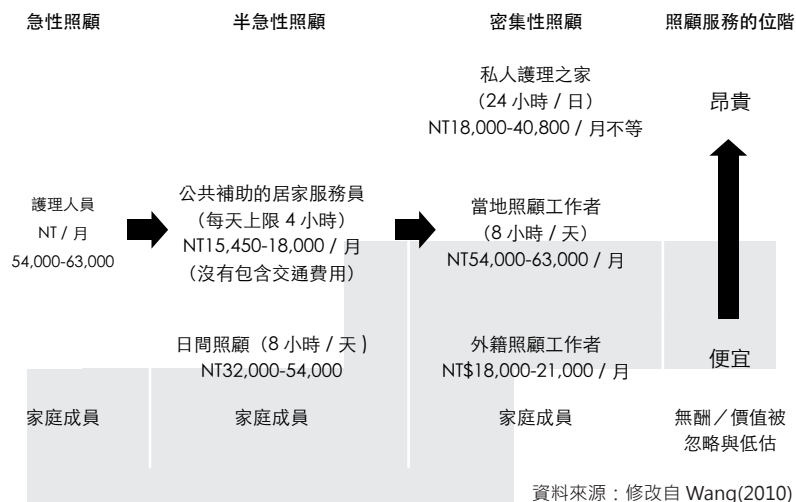 急性照顧
半急性照顧
密集性照顧
照顧服務的位階
私人護理之家
（24 小時 / 日）
NT18,000-40,800 / 月不等
昂貴
護理人員
NT / 月
54,000-63,000
公共補助的居家服務員
（每天上限 4 小時）
NT15,450-18,000 / 月
（沒有包含交通費用）
當地照顧工作者
（8 小時 / 天）
NT54,000-63,000 / 月
日間照顧（8 小時 / 天 )
NT32,000-54,000
外籍照顧工作者
NT$18,000-21,000 / 月
便宜
家庭成員
家庭成員
家庭成員
無酬／價值被
忽略與低估
資料來源：修改自 Wang(2010)